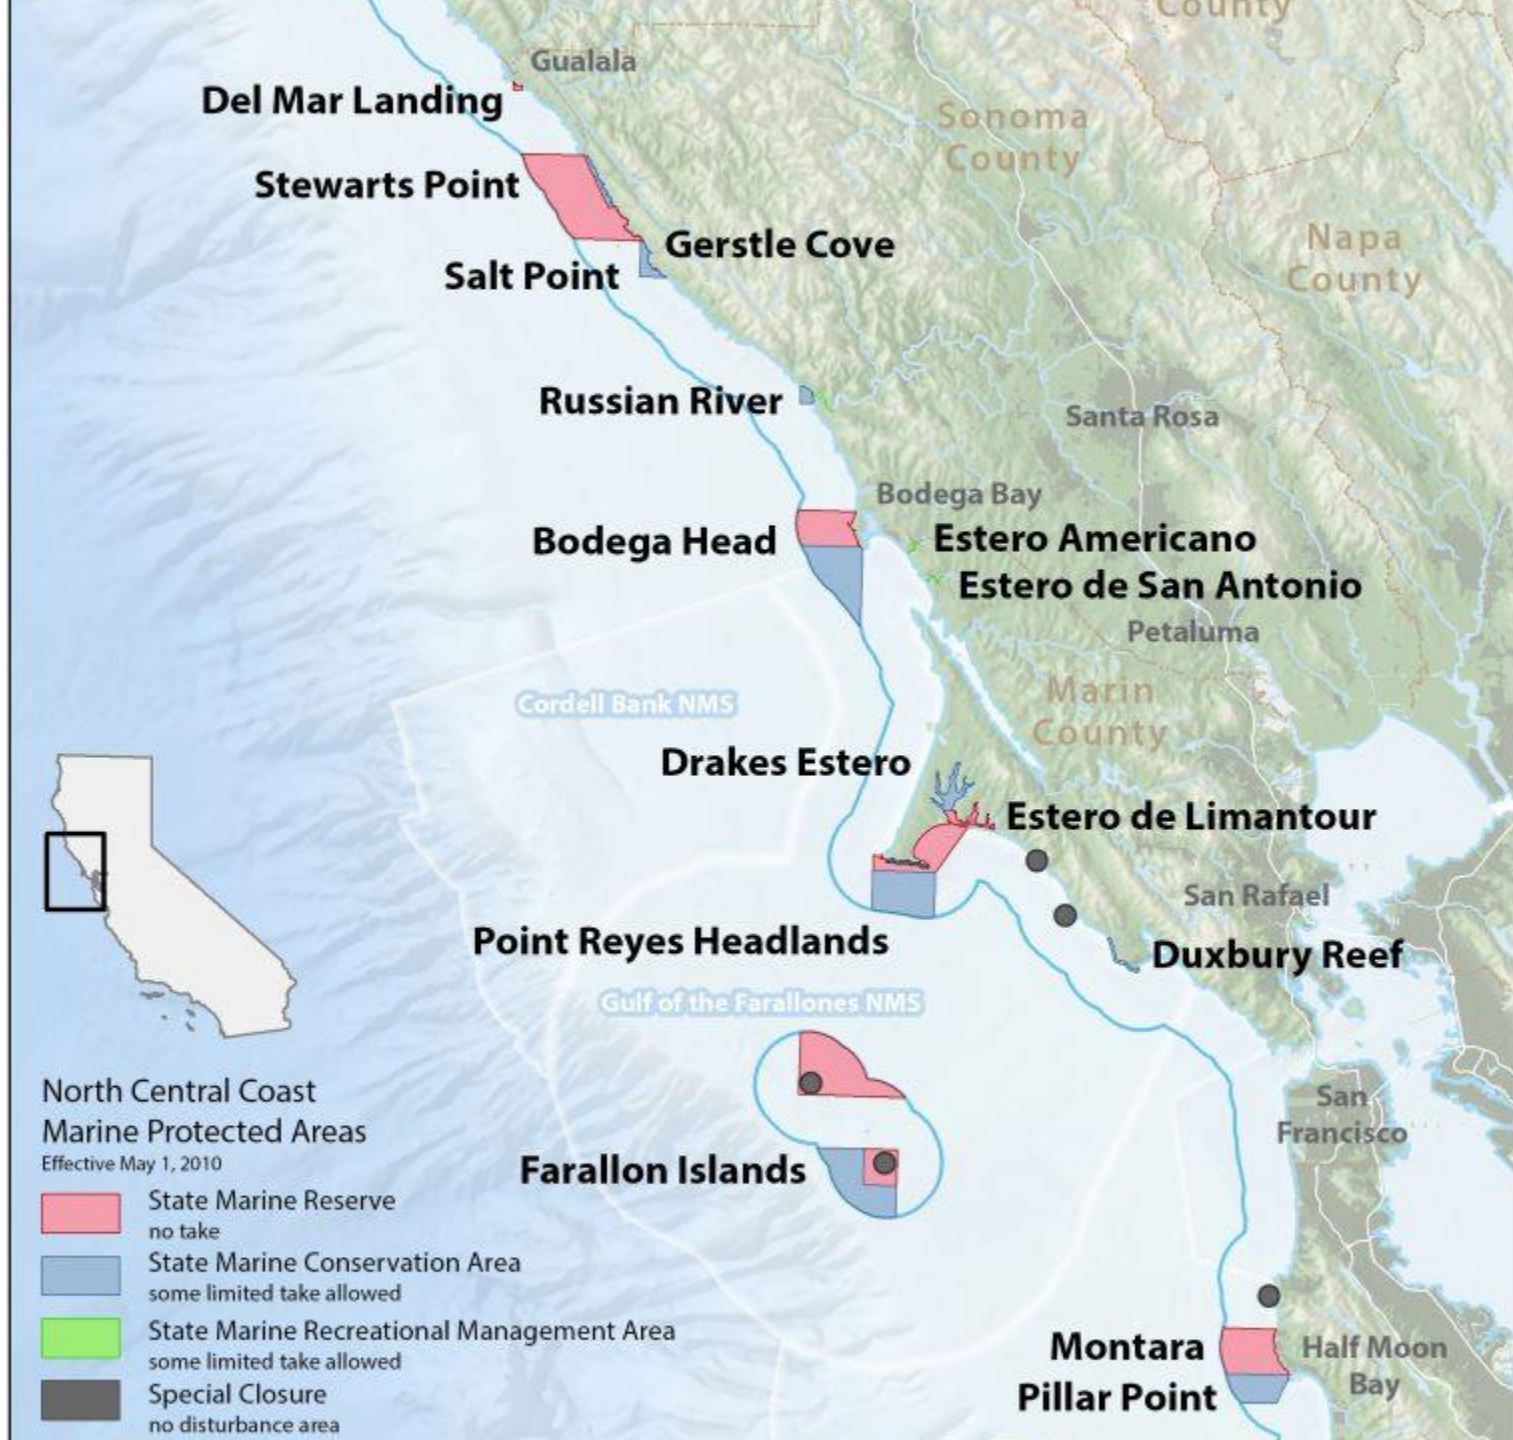 County
Gualala
Del Mar Landing
Sonoma
County
Stewarts Point
Gerstle Cove
Napa
County
Salt Point
Russian River
Santa Rosa
Bodega Bay
Bodega Head
Estero Americano
Estero de San Antonio
Petaluma
Cordell Bank NMS
Marin
County
Drakes Estero
Estero de Limantour
San Rafael
Point Reyes Headlands
Duxbury Reef
Gulf of the Farallones NMS
San
Francisco
Farallon Islands
Montara
Half Moon
Bay
Pillar Point
North Central Coast
Marine Protected Areas
Effective May 1, 2010
State Marine Reserve
no take
State Marine Conservation Area
some limited take allowed
State Marine Recreational Management Area
some limited take allowed
Special Closure
no disturbance area